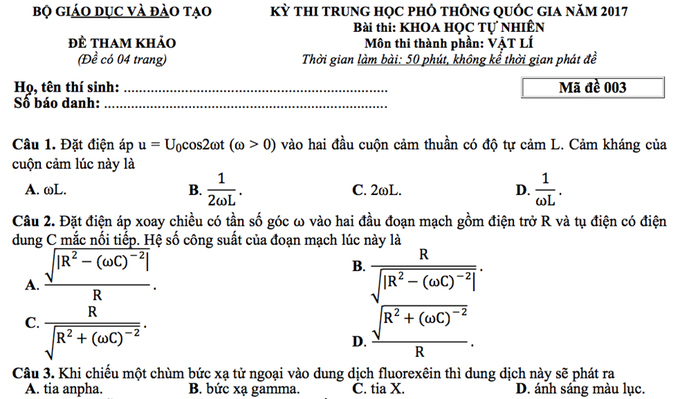 BỘ GIÁO DỤC VÀ ĐÀO TẠO
KỲ THI TRUNG HỌC PHỔ THÔNG QUỐC GIA NĂM 2017
Bài thi: KHOA HỌC TỰ NHIÊN
ĐỀ THAM KHẢO
Môn thi thành phần: VẬT LÍ
(Đề có 04 trang)
Thời gian làm bài: 50 phút, không kể thời gian phát đề
Họ, tên thí sinh: ..........................................................................
Mã đề 003
Số báo danh: ...............................................................................
Câu 1. Đặt điện áp u = U₀cos2ωt (ω > 0) vào hai đầu cuộn cảm thuần có độ tự cảm L. Cảm kháng của
cuộn cảm lúc này là
A. ωL. B. 1/(2ωL). C. 2ωL. D. 1/(ωL).
Câu 2. Đặt điện áp xoay chiều có tần số góc ω vào hai đầu đoạn mạch gồm điện trở R và tụ điện có điện
dung C mắc nối tiếp. Hệ số công suất của đoạn mạch lúc này là
A. √(|R² − (ωC)⁻²|)/R. B. R/√(|R² − (ωC)⁻²|).
C. R/√(R² + (ωC)⁻²). D. √(R² + (ωC)⁻²)/R.
Câu 3. Khi chiếu một chùm bức xạ tử ngoại vào dung dịch fluorexêin thì dung dịch này sẽ phát ra
A. tia anpha. B. bức xạ gamma. C. tia X. D. ánh sáng màu lục.